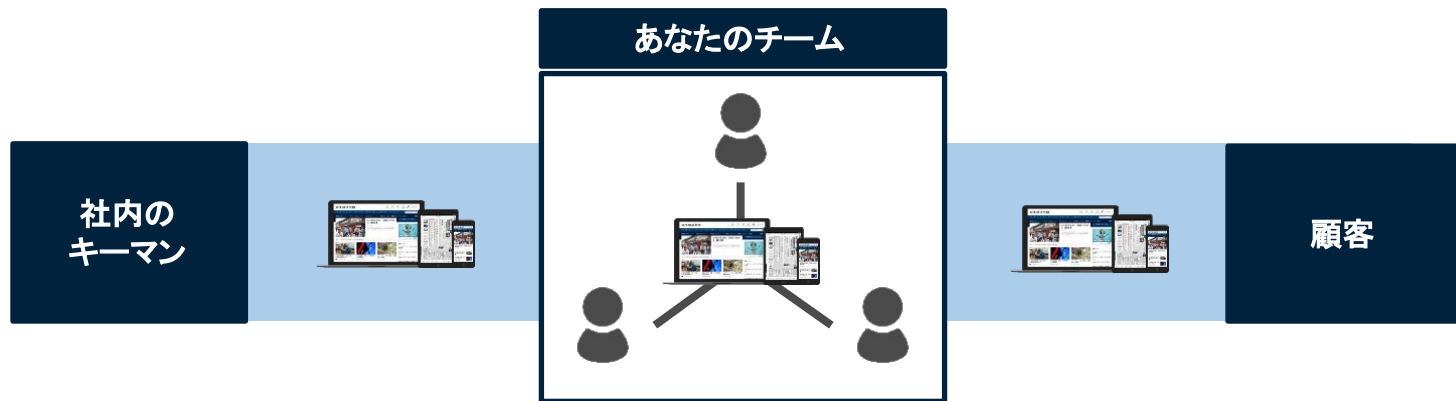 あなたのチーム
社内の
キーマン
顧客